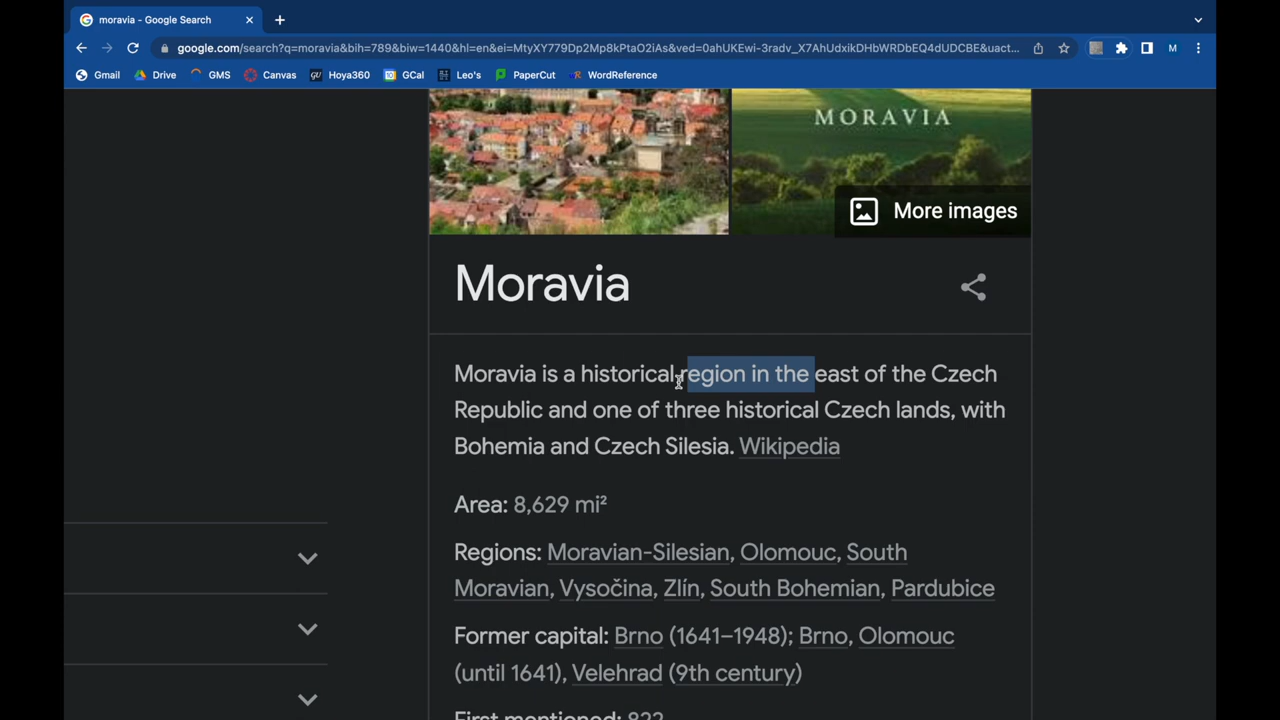 moravia - Google Search
google.com/search?q=moravia&bih=789&biw=1440&hl=en&ei=MtyXY779Dp2Mp8kPtaO2iAs&ved=0ahUKEwi-3radv_X7AhUdxikDHbWRDbEQ4dUDCBE&uact... M
Gmail Drive GMS Canvas Hoya360 GCal Leo's PaperCut WordReference
MORAVIA
More images
Moravia
Moravia is a historical region in the east of the Czech
Republic and one of three historical Czech lands, with
Bohemia and Czech Silesia. Wikipedia
Area: 8,629 mi²
Regions: Moravian-Silesian, Olomouc, South
Moravian, Vysočina, Zlín, South Bohemian, Pardubice
Former capital: Brno (1641–1948); Brno, Olomouc
(until 1641), Velehrad (9th century)
First mentioned: 822